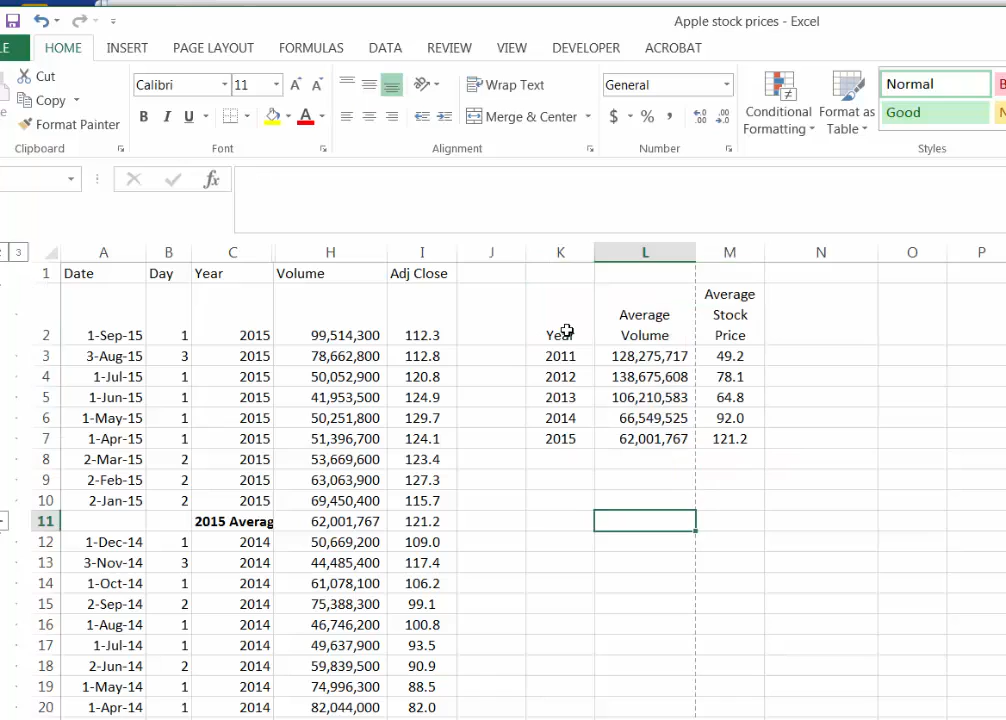 Apple stock prices - Excel
LE HOME INSERT PAGE LAYOUT FORMULAS DATA REVIEW VIEW DEVELOPER ACROBAT
Cut
Copy
Format Painter
Clipboard
Calibri 11 A A
B I U A
Font
Wrap Text
Merge & Center
Alignment
General
$ % ,
Number
Conditional Formatting
Format as Table
Normal
Good
Styles
fx
2 3
A B C H I J K L M N O P
1 Date Day Year Volume Adj Close
2 1-Sep-15 1 2015 99,514,300 112.3 Year Average Volume Average Stock Price
3 3-Aug-15 3 2015 78,662,800 112.8 2011 128,275,717 49.2
4 1-Jul-15 1 2015 50,052,900 120.8 2012 138,675,608 78.1
5 1-Jun-15 1 2015 41,953,500 124.9 2013 106,210,583 64.8
6 1-May-15 1 2015 50,251,800 129.7 2014 66,549,525 92.0
7 1-Apr-15 1 2015 51,396,700 124.1 2015 62,001,767 121.2
8 2-Mar-15 2 2015 53,669,600 123.4
9 2-Feb-15 2 2015 63,063,900 127.3
10 2-Jan-15 2 2015 69,450,400 115.7
11 2015 Averag 62,001,767 121.2
12 1-Dec-14 1 2014 50,669,200 109.0
13 3-Nov-14 3 2014 44,485,400 117.4
14 1-Oct-14 1 2014 61,078,100 106.2
15 2-Sep-14 2 2014 75,388,300 99.1
16 1-Aug-14 1 2014 46,746,200 100.8
17 1-Jul-14 1 2014 49,637,900 93.5
18 2-Jun-14 2 2014 59,839,500 90.9
19 1-May-14 1 2014 74,996,300 88.5
20 1-Apr-14 1 2014 82,044,000 82.0